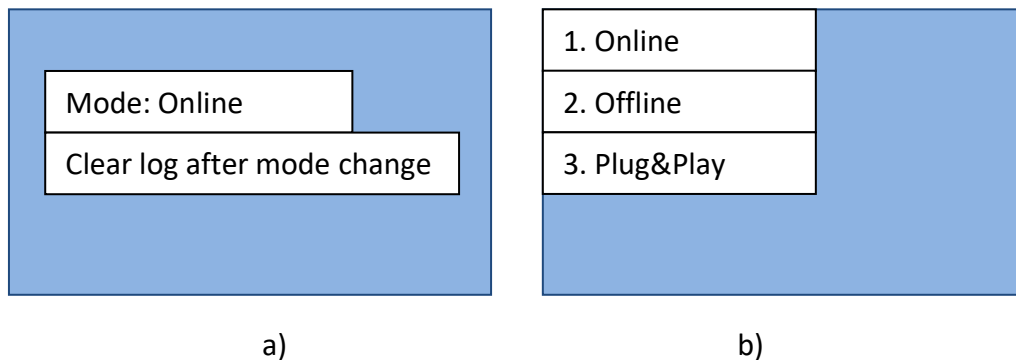 Mode: Online
Clear log after mode change
a)
1. Online
2. Offline
3. Plug&Play
b)